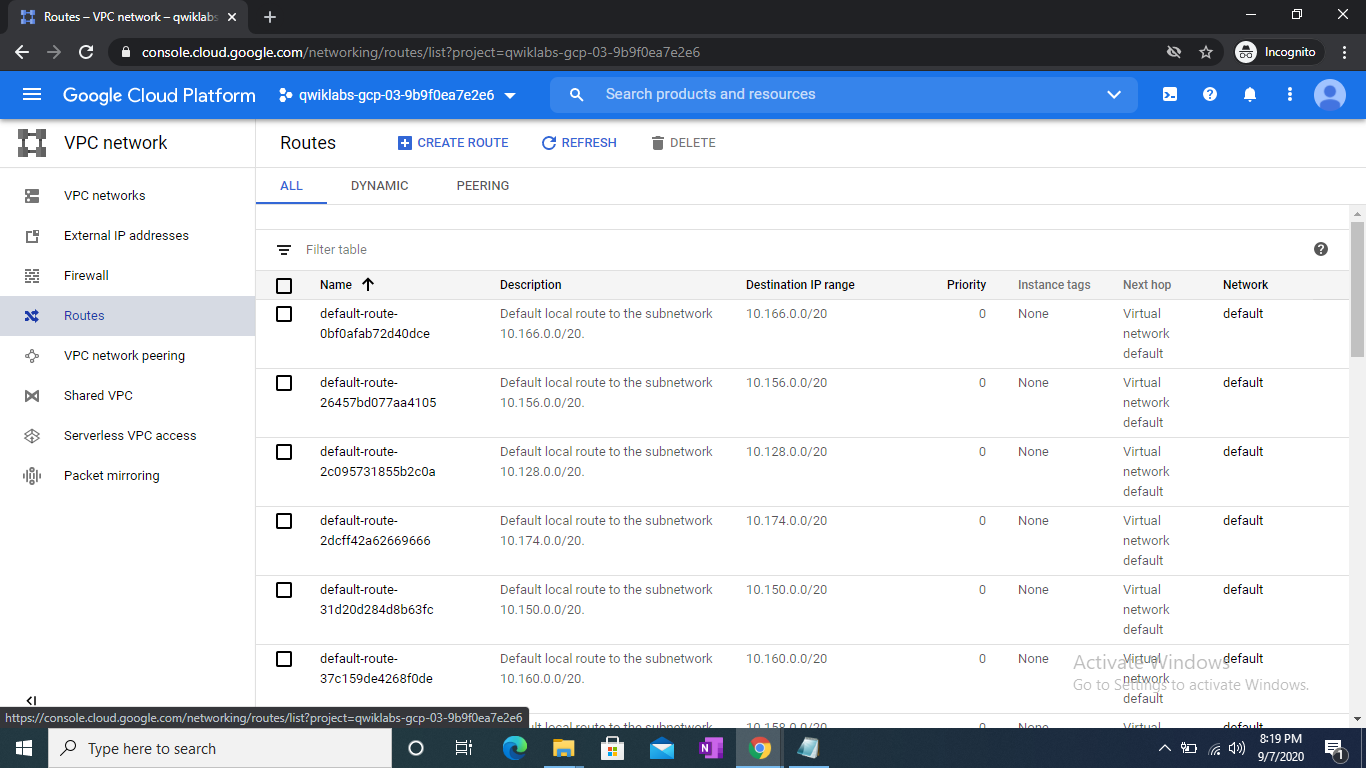 Routes – VPC network – qwiklabs
console.cloud.google.com/networking/routes/list?project=qwiklabs-gcp-03-9b9f0ea7e2e6
Incognito
Google Cloud Platform
qwiklabs-gcp-03-9b9f0ea7e2e6
Search products and resources
VPC network
Routes
CREATE ROUTE
REFRESH
DELETE
VPC networks
External IP addresses
Firewall
Routes
VPC network peering
Shared VPC
Serverless VPC access
Packet mirroring
ALL
DYNAMIC
PEERING
Filter table
Name Description Destination IP range Priority Instance tags Next hop Network
default-route- Default local route to the subnetwork 10.166.0.0/20 0 None Virtual default
0bf0afab72d40dce 10.166.0.0/20. network
default
default-route- Default local route to the subnetwork 10.156.0.0/20 0 None Virtual default
26457bd077aa4105 10.156.0.0/20. network
default
default-route- Default local route to the subnetwork 10.128.0.0/20 0 None Virtual default
2c095731855b2c0a 10.128.0.0/20. network
default
default-route- Default local route to the subnetwork 10.174.0.0/20 0 None Virtual default
2dcff42a62669666 10.174.0.0/20. network
default
default-route- Default local route to the subnetwork 10.150.0.0/20 0 None Virtual default
31d20d284d8b63fc 10.150.0.0/20. network
default
default-route- Default local route to the subnetwork 10.160.0.0/20 0 None Virtual default
37c159de4268f0de 10.160.0.0/20. network
default
local route to the subnetwork 10.158.0.0/20 0 None Virtual default
Activate Windows
Go to Settings to activate Windows.
https://console.cloud.google.com/networking/routes/list?project=qwiklabs-gcp-03-9b9f0ea7e2e6
Type here to search
8:19 PM
9/7/2020
1